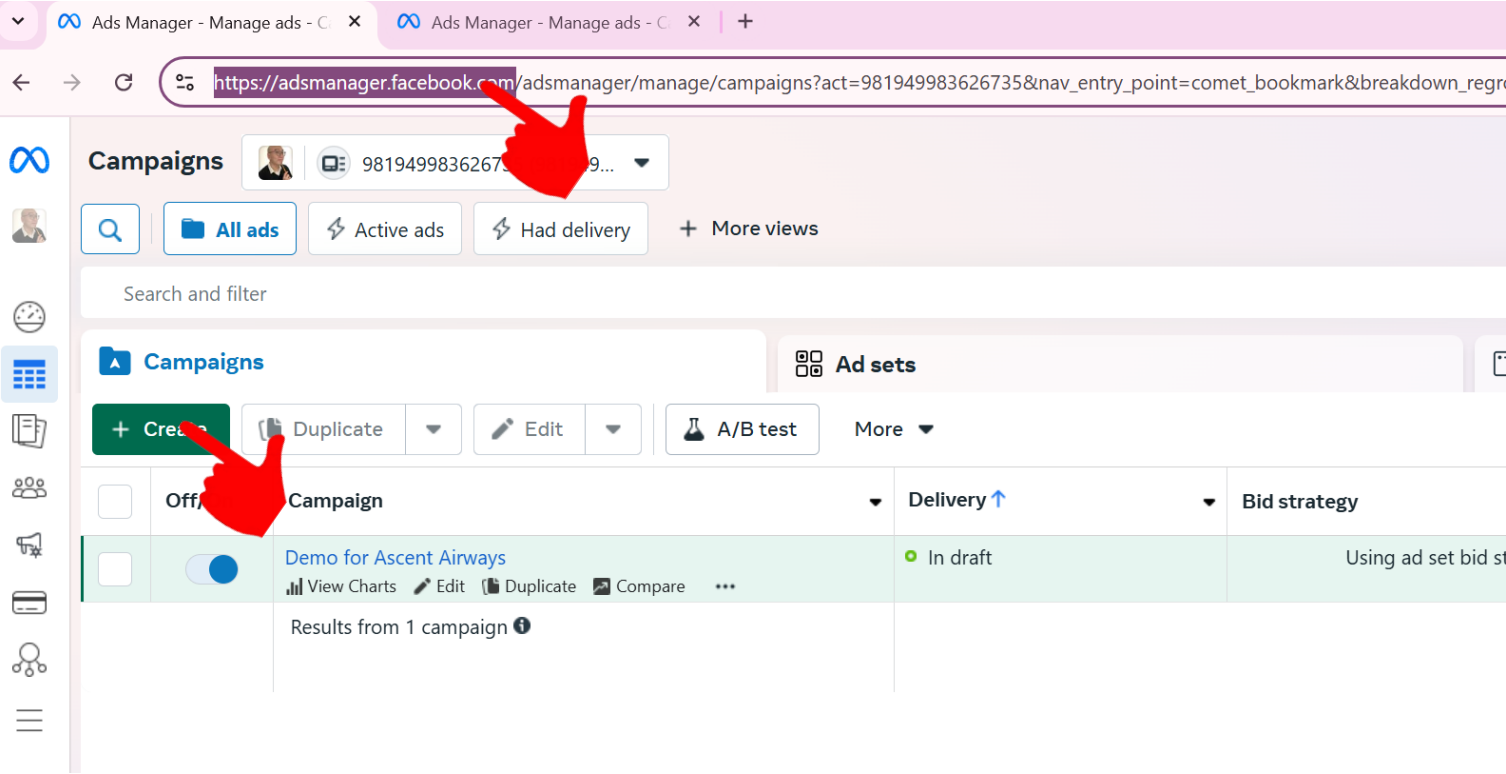 Ads Manager - Manage ads - C
Ads Manager - Manage ads - C
https://adsmanager.facebook.com/adsmanager/manage/campaigns?act=981949983626735&nav_entry_point=comet_bookmark&breakdown_regro
Campaigns
All ads
Active ads
Had delivery
+ More views
Search and filter
Campaigns
Ad sets
+ Create
Duplicate
Edit
A/B test
More
Campaign
Delivery
Bid strategy
Demo for Ascent Airways
In draft
Using ad set bid st
View Charts
Edit
Duplicate
Compare
Results from 1 campaign